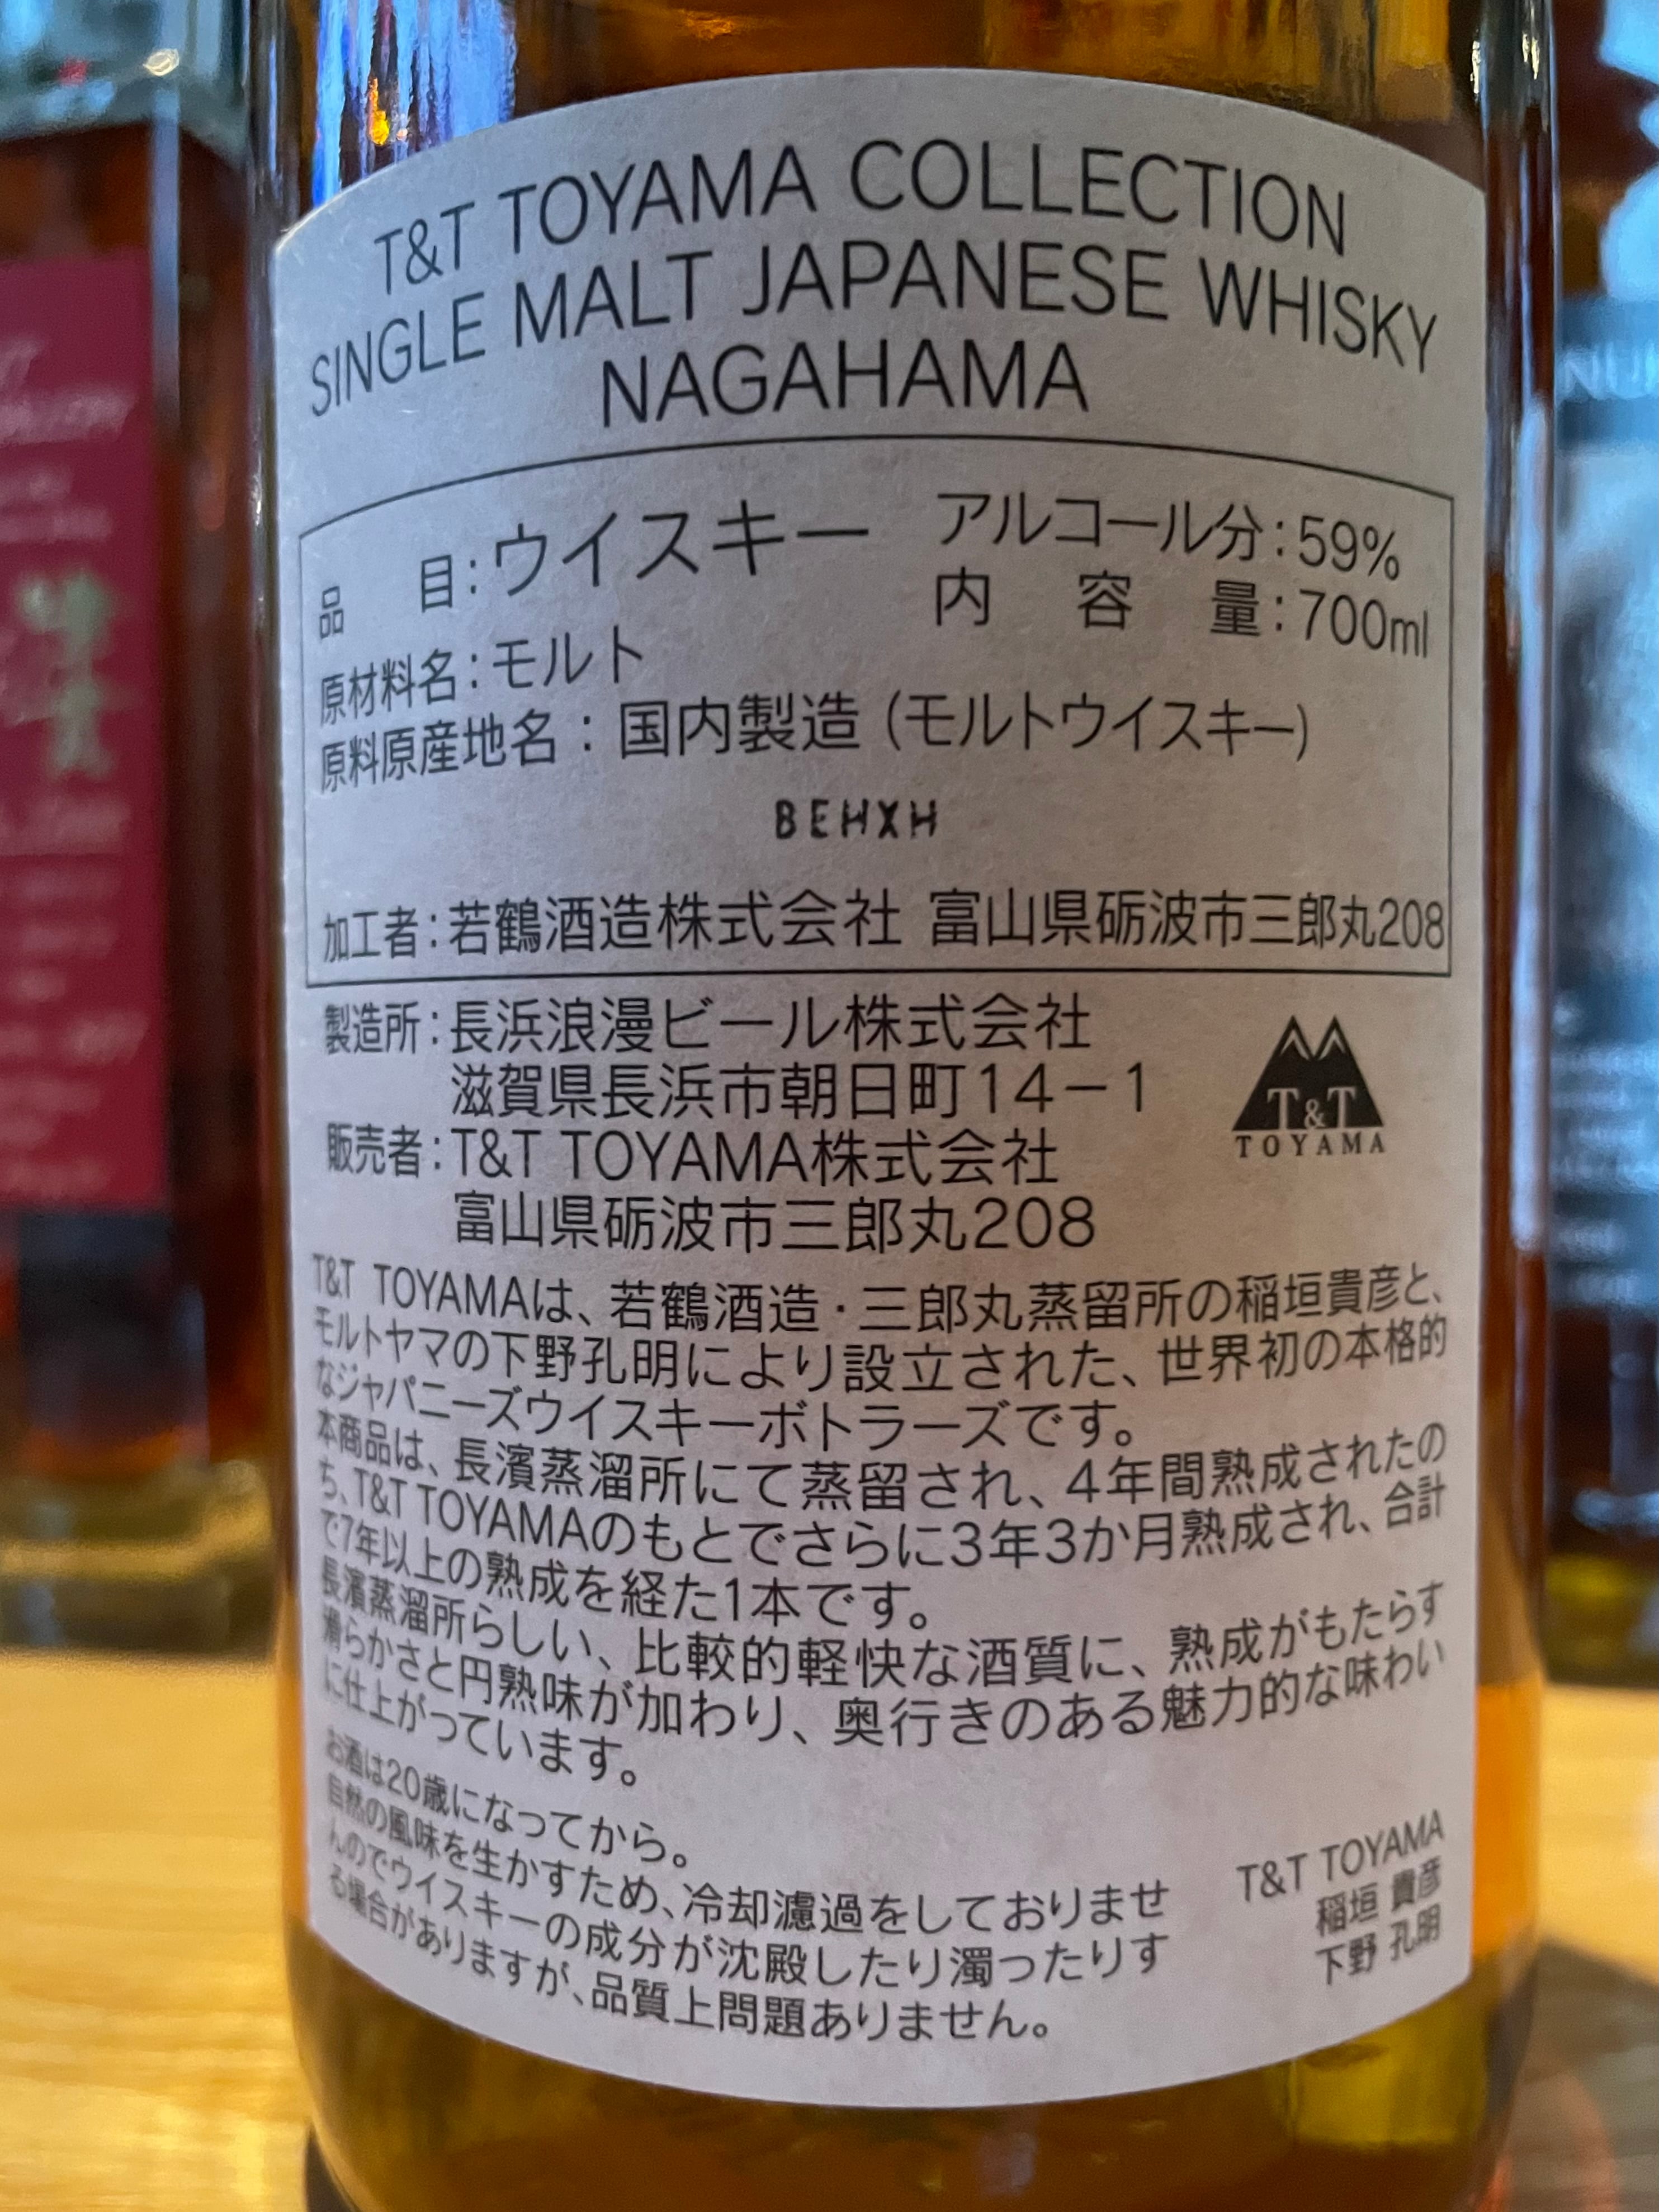 T&T TOYAMA COLLECTION
SINGLE MALT JAPANESE WHISKY
NAGAHAMA
品 目:ウイスキー アルコール分:59%
内 容 量:700ml
原材料名:モルト
原料原産地名:国内製造(モルトウイスキー)
BEHXH
加工者:若鶴酒造株式会社 富山県砺波市三郎丸208
製造所:長浜浪漫ビール株式会社
滋賀県長浜市朝日町14-1
販売者:T&T TOYAMA株式会社
富山県砺波市三郎丸208
T&T
TOYAMA
T&T TOYAMAは、若鶴酒造・三郎丸蒸留所の稲垣貴彦と、
モルトヤマの下野孔明により設立された、世界初の本格的
なジャパニーズウイスキーボトラーズです。
本商品は、長濱蒸溜所にて蒸留され、4年間熟成されたの
ち、T&T TOYAMAのもとでさらに3年3か月熟成され、合計
で7年以上の熟成を経た1本です。
長濱蒸溜所らしい、比較的軽快な酒質に、熟成がもたらす
滑らかさと円熟味が加わり、奥行きのある魅力的な味わい
に仕上がっています。
お酒は20歳になってから。
自然の風味を生かすため、冷却濾過をしておりませ
んのでウイスキーの成分が沈殿したり濁ったりす
る場合がありますが、品質上問題ありません。
T&T TOYAMA
稲垣 貴彦
下野 孔明